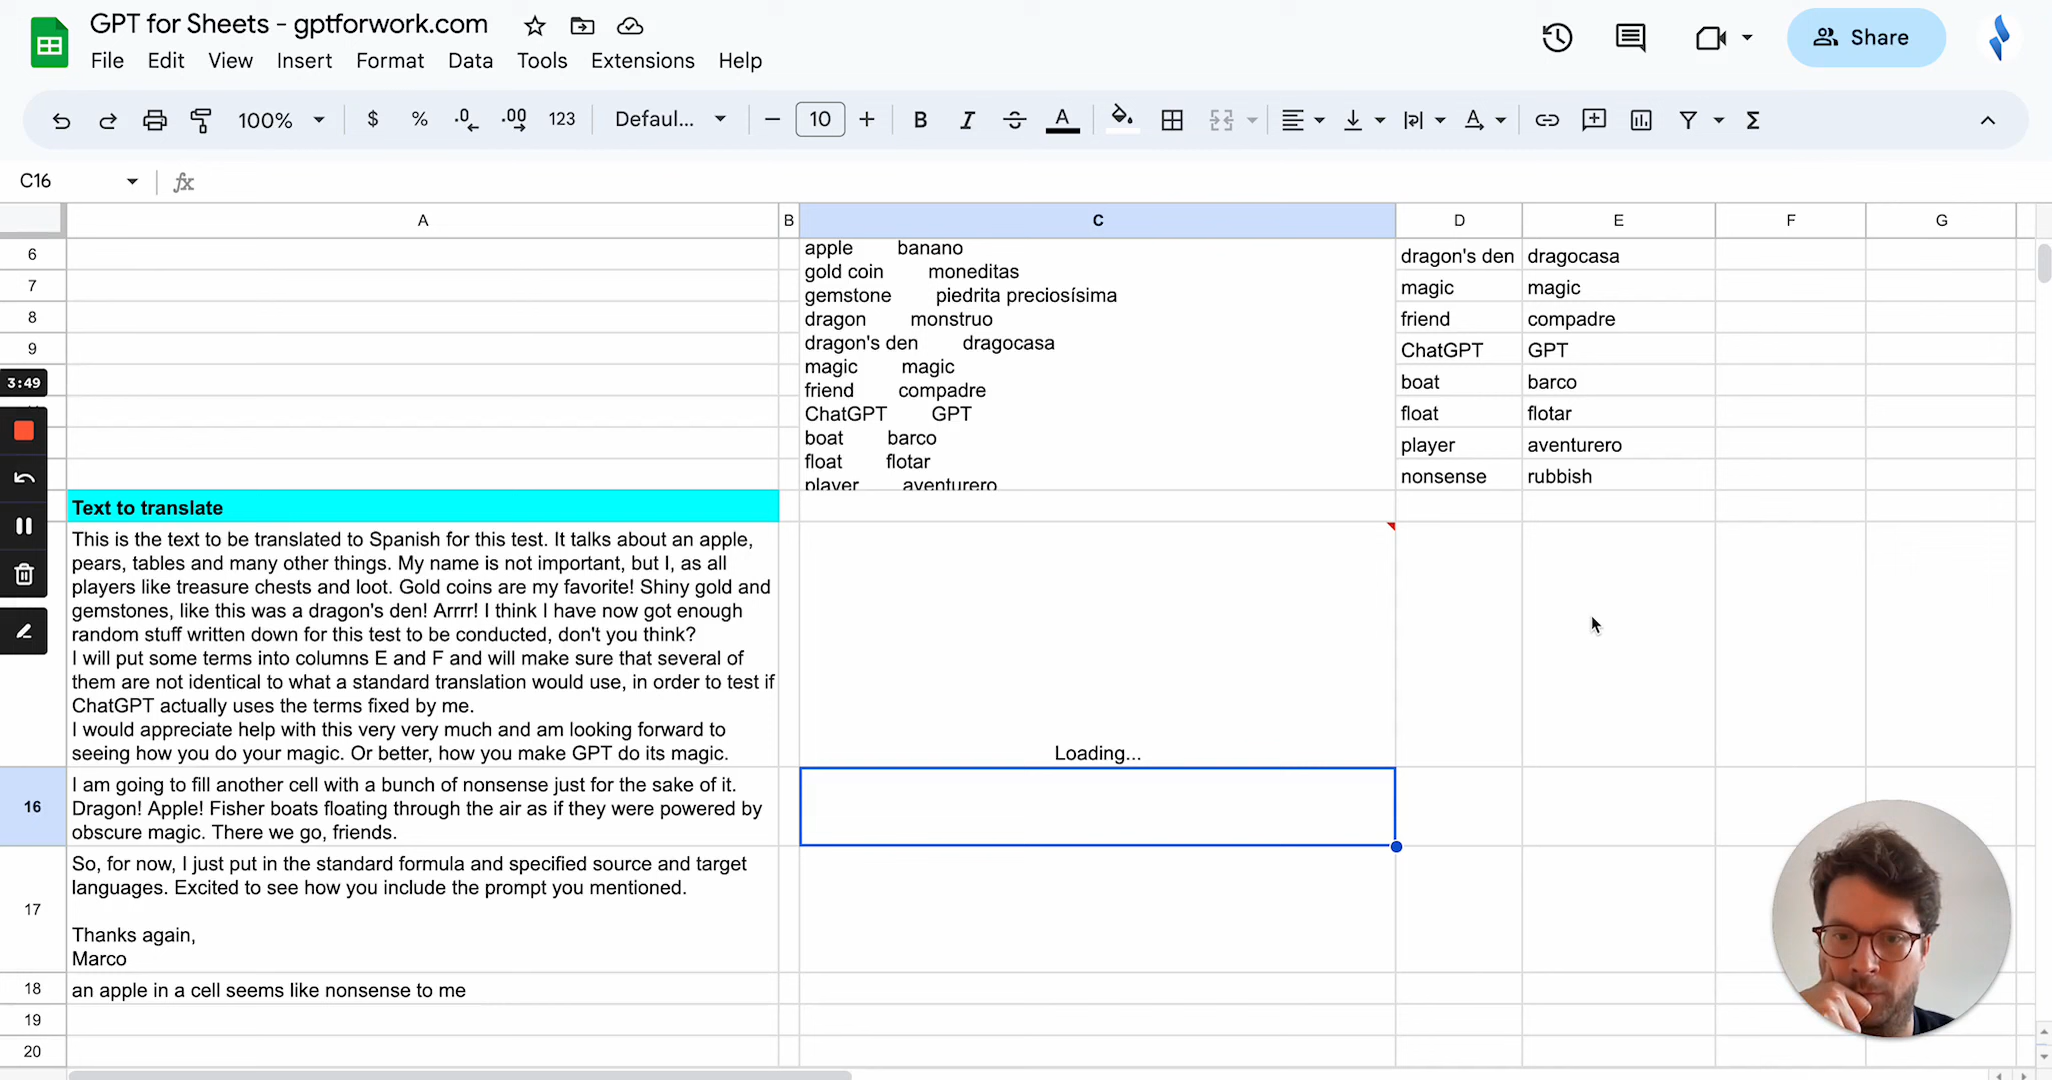 GPT for Sheets - gptforwork.com
File Edit View Insert Format Data Tools Extensions Help
Share
100% $ % .0 .00 123 Defaul... 10 B I A
C16 fx
A B C D E F G
6
7
8
9
3:49
16
17
18
19
20
apple banano
gold coin moneditas
gemstone piedrita preciosísima
dragon monstruo
dragon's den dragocasa
magic magic
friend compadre
ChatGPT GPT
boat barco
float flotar
player aventurero
dragon's den dragocasa
magic magic
friend compadre
ChatGPT GPT
boat barco
float flotar
player aventurero
nonsense rubbish
Text to translate
This is the text to be translated to Spanish for this test. It talks about an apple,
pears, tables and many other things. My name is not important, but I, as all
players like treasure chests and loot. Gold coins are my favorite! Shiny gold and
gemstones, like this was a dragon's den! Arrrr! I think I have now got enough
random stuff written down for this test to be conducted, don't you think?
I will put some terms into columns E and F and will make sure that several of
them are not identical to what a standard translation would use, in order to test if
ChatGPT actually uses the terms fixed by me.
I would appreciate help with this very very much and am looking forward to
seeing how you do your magic. Or better, how you make GPT do its magic.
Loading...
I am going to fill another cell with a bunch of nonsense just for the sake of it.
Dragon! Apple! Fisher boats floating through the air as if they were powered by
obscure magic. There we go, friends.
So, for now, I just put in the standard formula and specified source and target
languages. Excited to see how you include the prompt you mentioned.
Thanks again,
Marco
an apple in a cell seems like nonsense to me